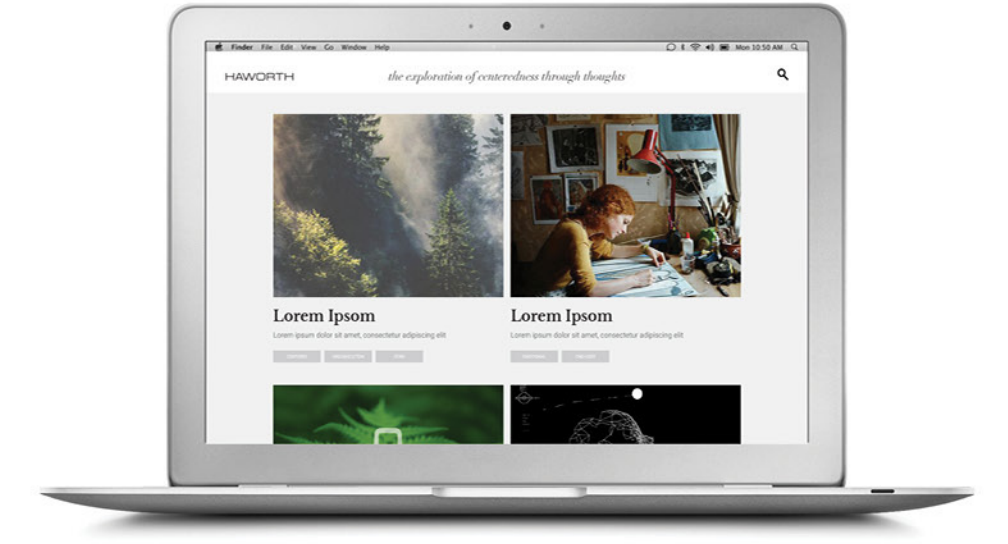 Finder File Edit View Go Window Help Mon 10:50 AM
HAWORTH the exploration of centeredness through thoughts
Lorem Ipsom Lorem Ipsom
Lorem ipsum dolor sit amet, consectetur adipiscing elit Lorem ipsum dolor sit amet, consectetur adipiscing elit